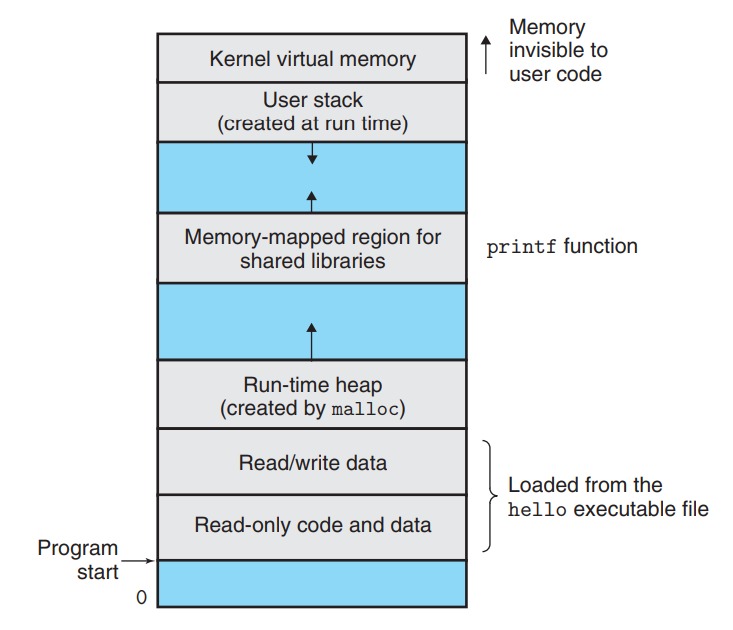 Memory
invisible to
user code
Kernel virtual memory
User stack
(created at run time)
Memory-mapped region for
shared libraries
printf function
Run-time heap
(created by malloc)
Read/write data
Loaded from the
hello executable file
Read-only code and data
Program
start
0